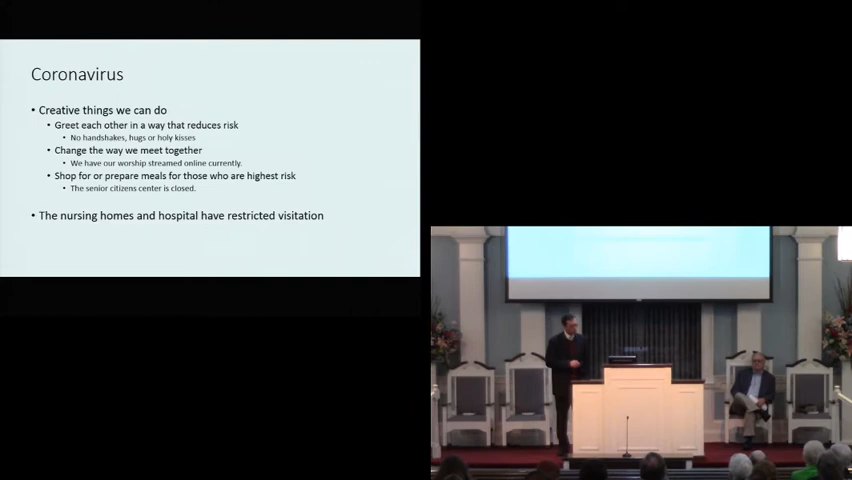 Coronavirus
• Creative things we can do
• Greet each other in a way that reduces risk
• No handshakes, hugs or holy kisses
• Change the way we meet together
• We have our worship streamed online currently.
• Shop for or prepare meals for those who are highest risk
• The senior citizens center is closed.
• The nursing homes and hospital have restricted visitation